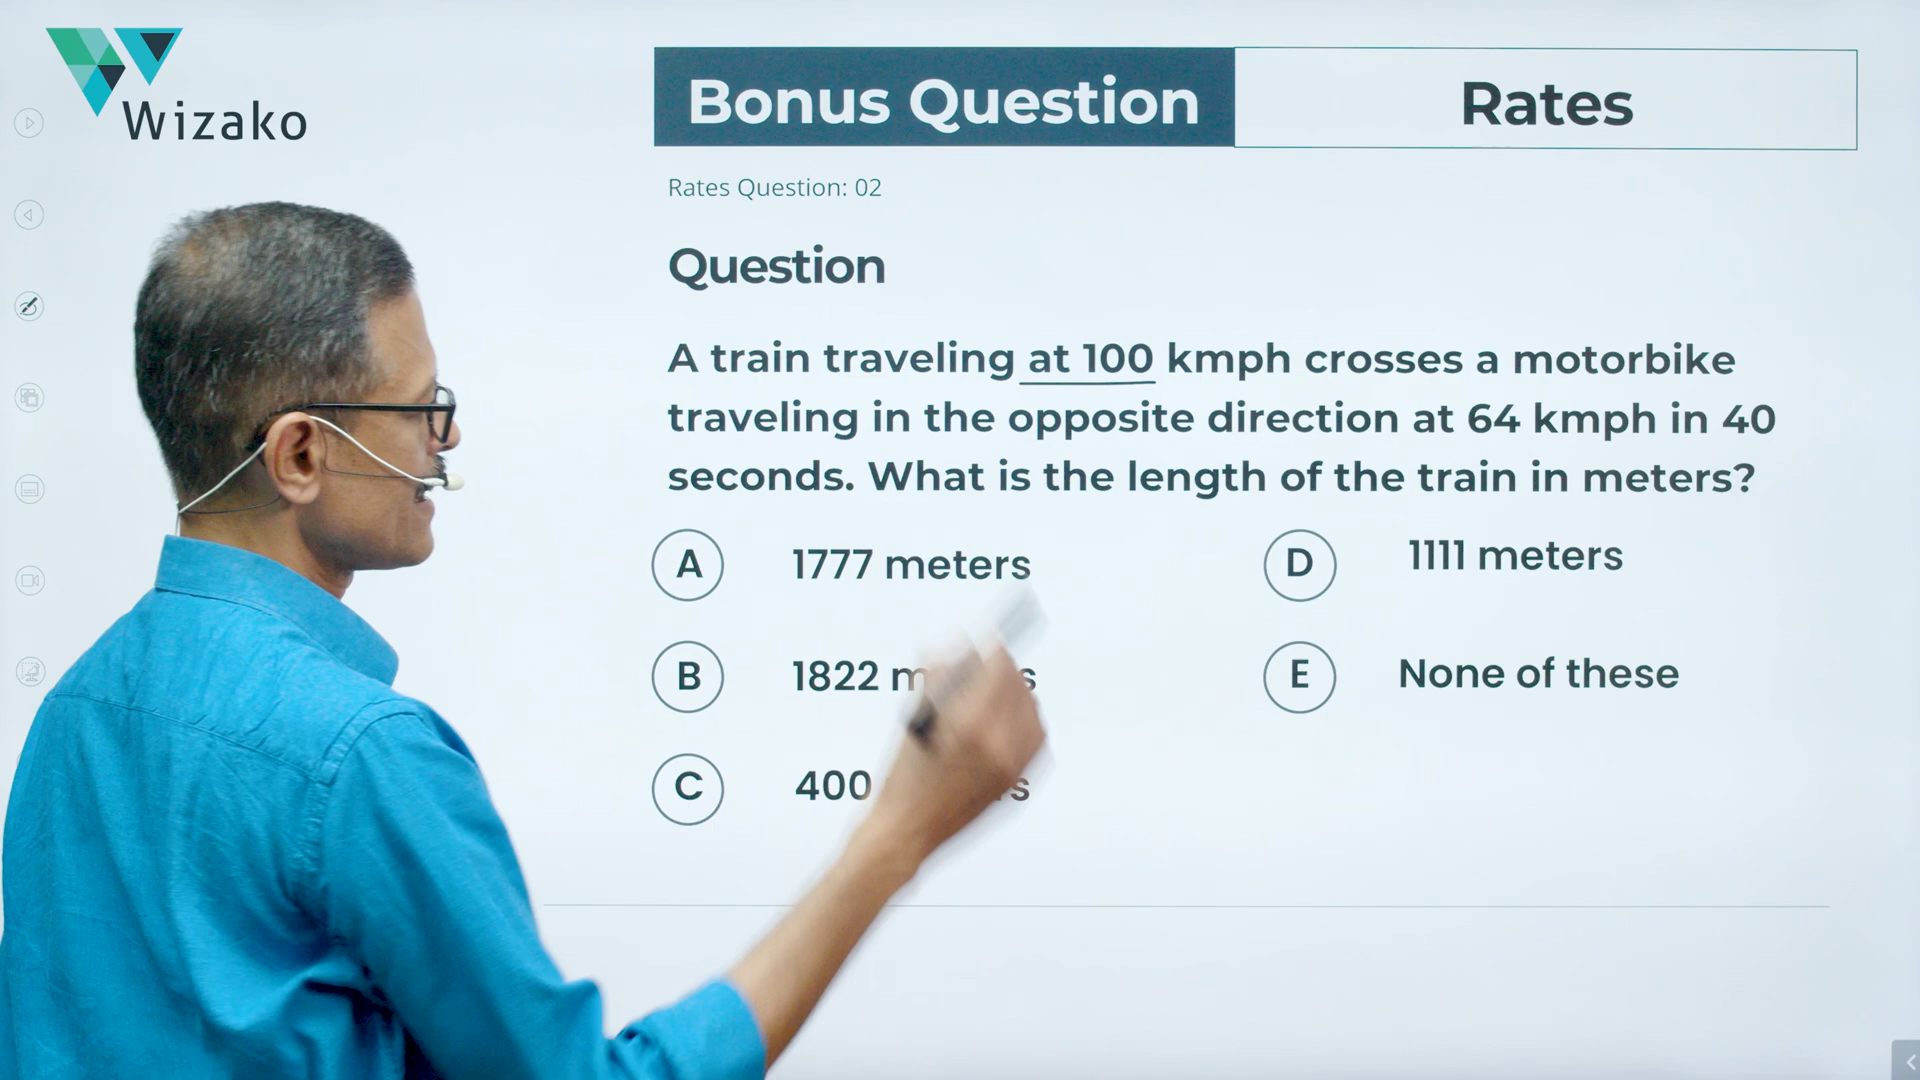 Wizako
Bonus Question
Rates
Rates Question: 02
Question
A train traveling at 100 kmph crosses a motorbike
traveling in the opposite direction at 64 kmph in 40
seconds. What is the length of the train in meters?
A 1777 meters
B 1822
C 400
D 1111 meters
E None of these